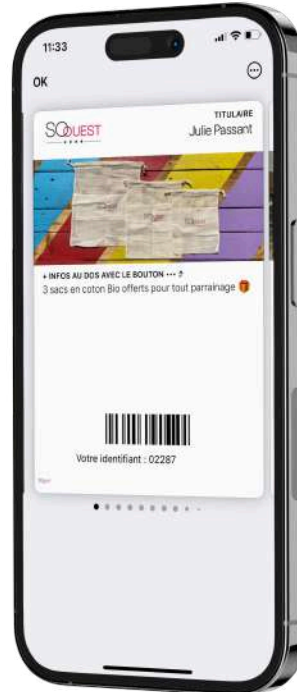 11:33
OK
SOOUEST
TITULAIRE
Julie Passant
+ INFOS AU DOS AVEC LE BOUTON ••• ↗
3 sacs en coton Bio offerts pour tout parrainage 🎁
Votre identifiant : 02287